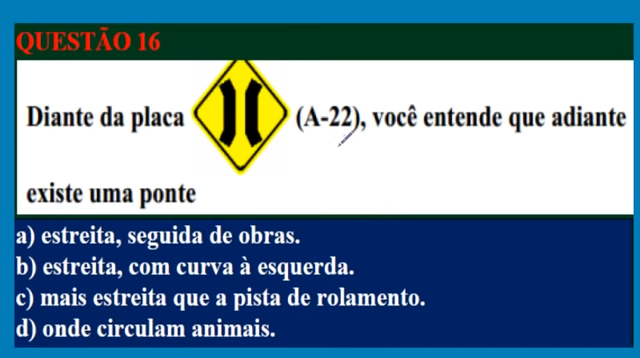 QUESTÃO 16
Diante da placa (A-22), você entende que adiante
existe uma ponte
a) estreita, seguida de obras.
b) estreita, com curva à esquerda.
c) mais estreita que a pista de rolamento.
d) onde circulam animais.